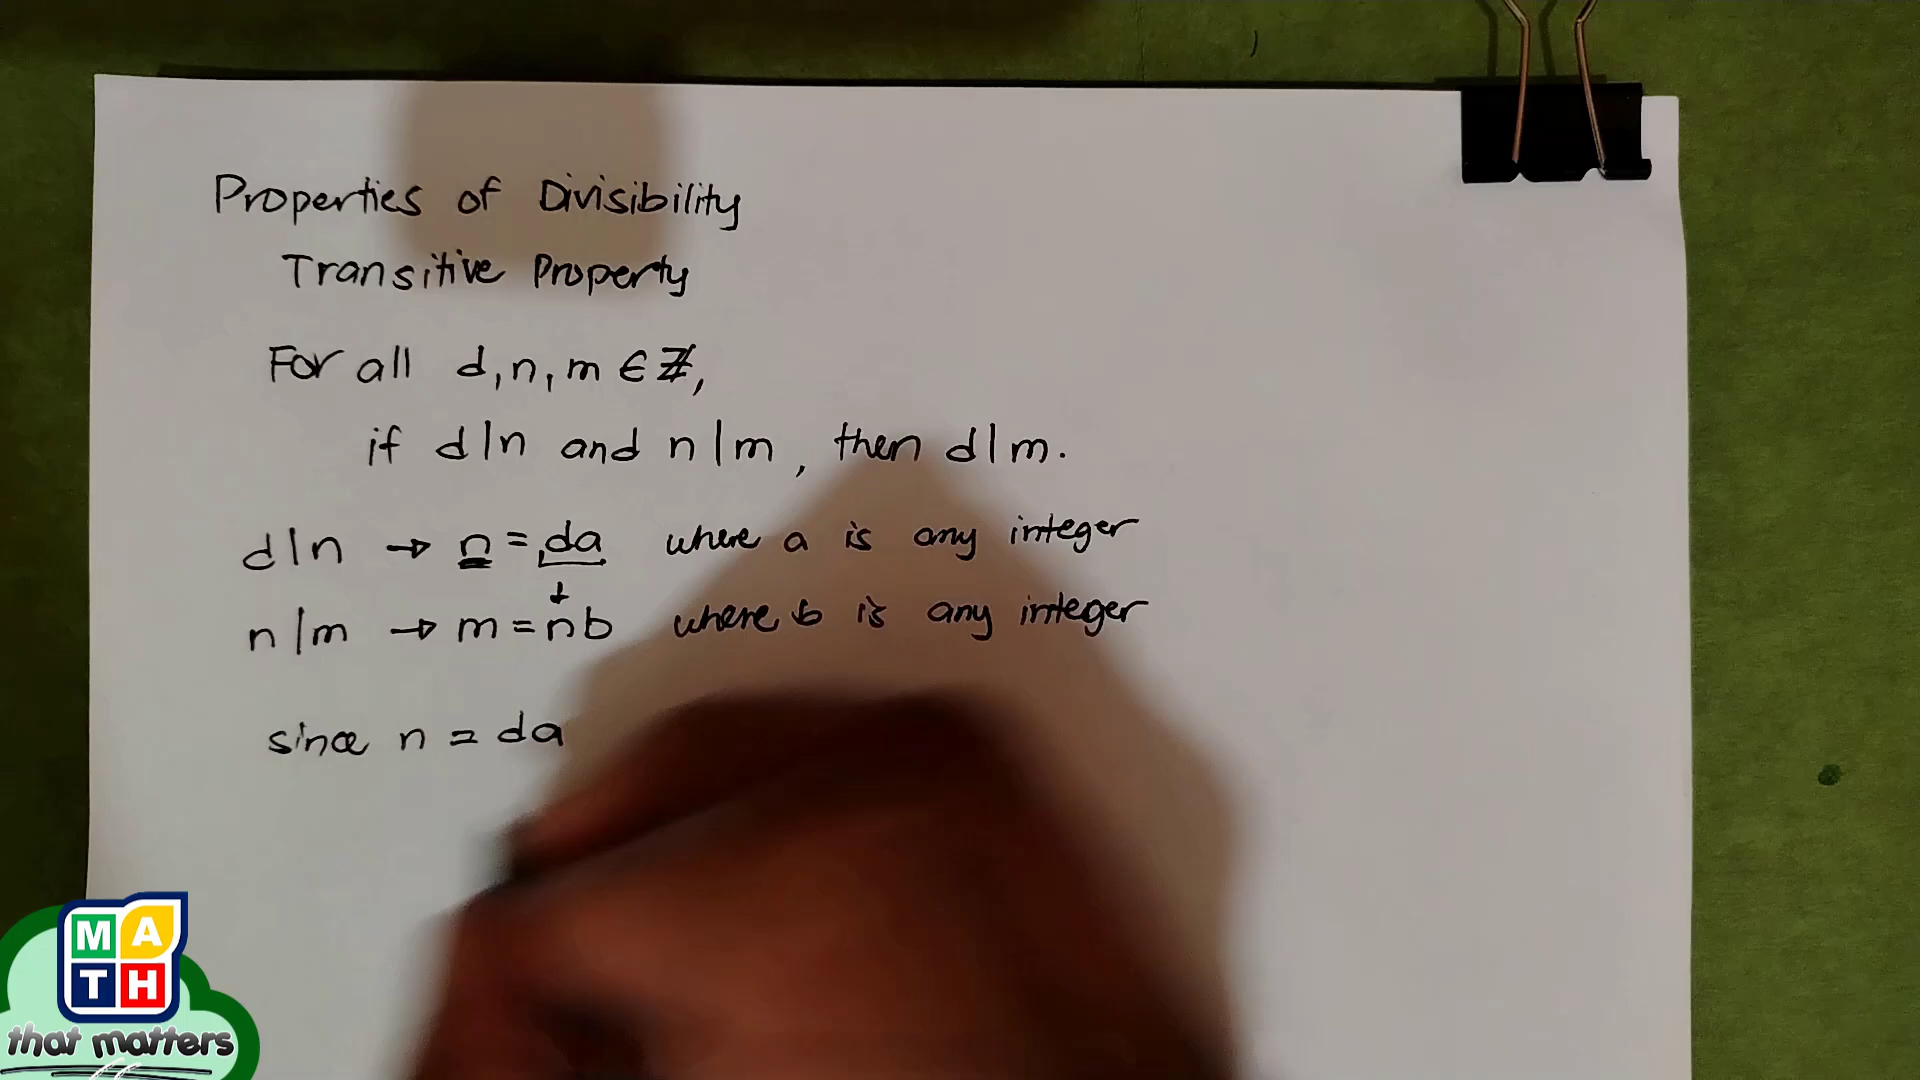 Properties of Divisibility
Transitive Property
For all d, n, m ∈ ℤ,
if d|n and n|m, then d|m.
d|n → n = da where a is any integer
n|m → m = nb where b is any integer
since n = da
MATH
that matters